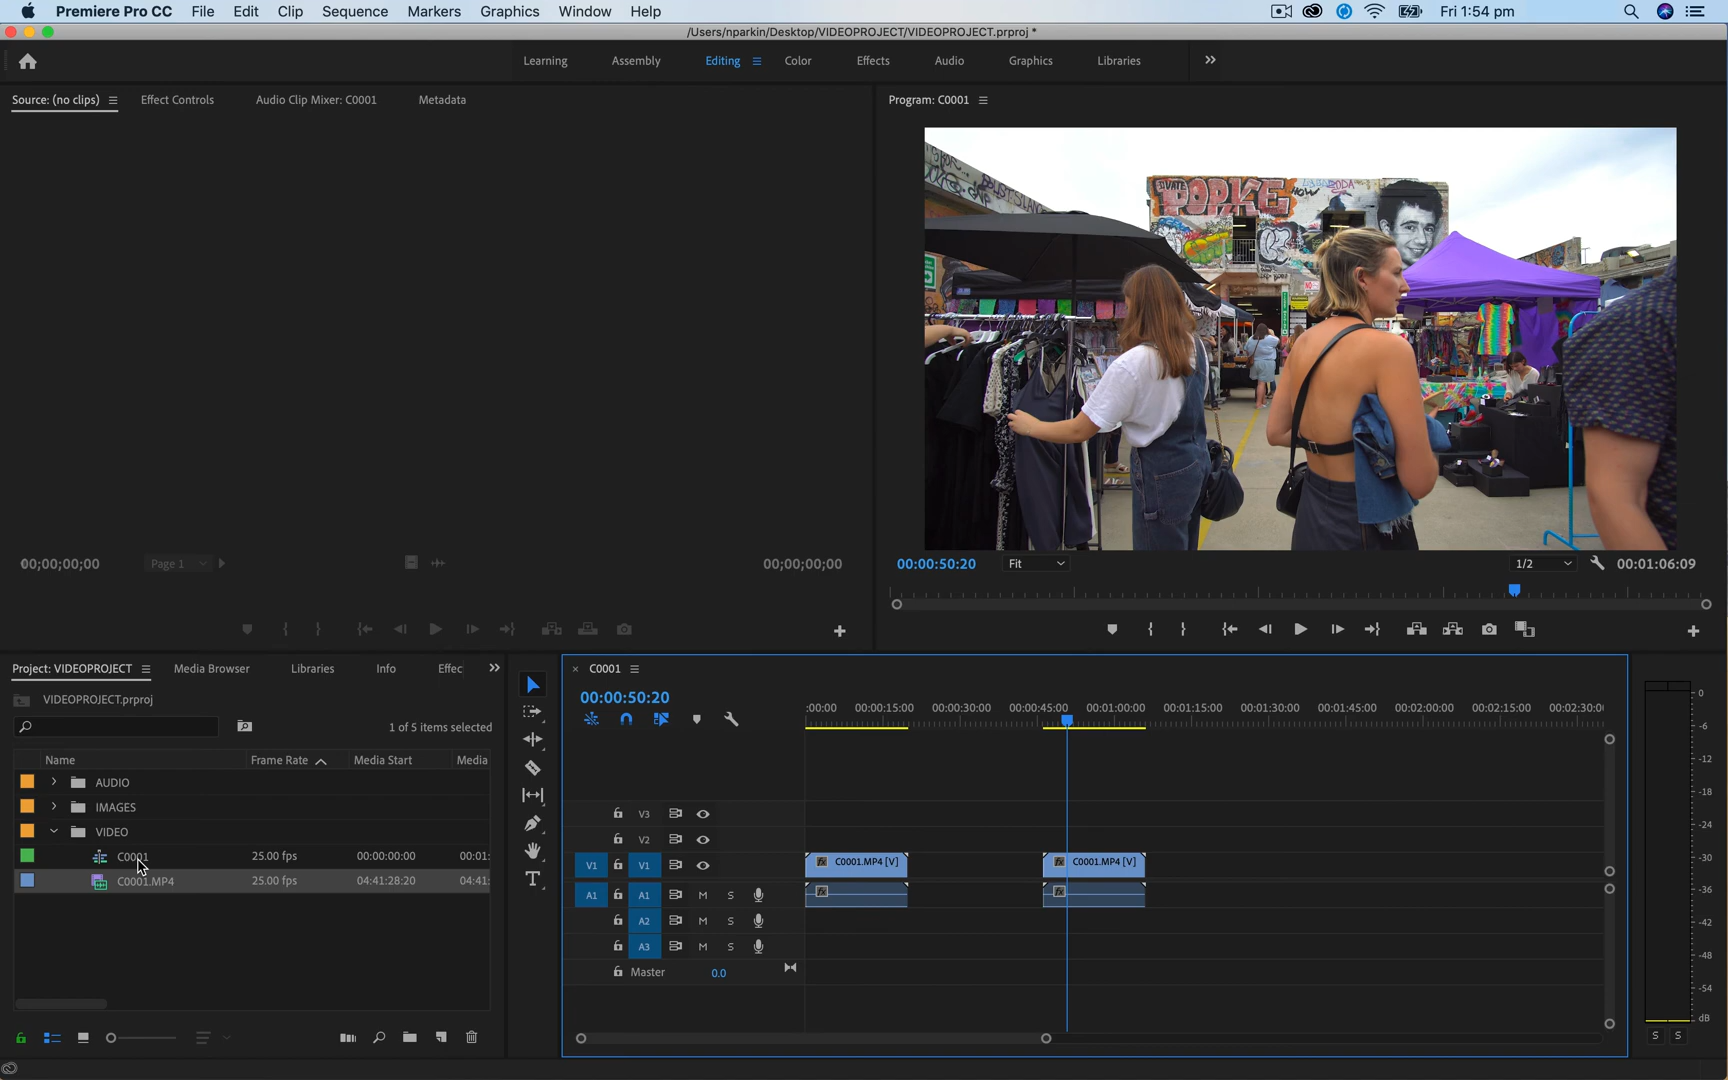 Premiere Pro CC File Edit Clip Sequence Markers Graphics Window Help Fri 1:54 pm
/Users/nparkin/Desktop/VIDEOPROJECT/VIDEOPROJECT.prproj *
Learning Assembly Editing Color Effects Audio Graphics Libraries
Source: (no clips) Effect Controls Audio Clip Mixer: C0001 Metadata
Program: C0001
POPKE
00;00;00;00 Page 1 00;00;00;00
00:00:50:20 Fit 1/2 00:01:06:09
Project: VIDEOPROJECT Media Browser Libraries Info Effec
VIDEOPROJECT.prproj
1 of 5 items selected
Name Frame Rate Media Start Media
AUDIO
IMAGES
VIDEO
C0001 25.00 fps 00:00:00:00 00:01:
C0001.MP4 25.00 fps 04:41:28:20 04:41:
C0001
00:00:50:20
:00:00 00:00:15:00 00:00:30:00 00:00:45:00 00:01:00:00 00:01:15:00 00:01:30:00 00:01:45:00 00:02:00:00 00:02:15:00 00:02:30:0
V3
V2
V1 V1 C0001.MP4 [V] C0001.MP4 [V]
A1 A1 M S fx fx
A2 M S
A3 M S
Master 0.0
0
-6
-12
-18
-24
-30
-36
-42
-48
-54
dB
S S